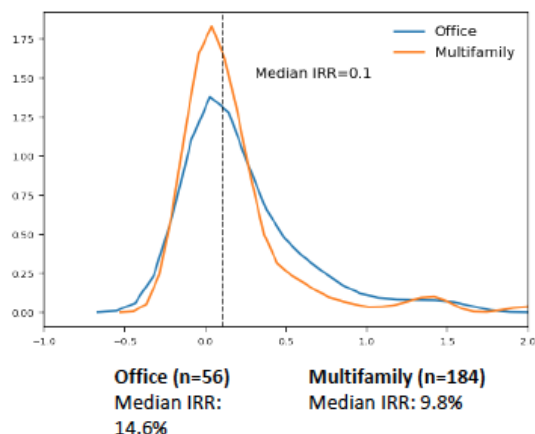 1.75
1.50
1.25
1.00
0.75
0.50
0.25
0.00
Office
Multifamily
Median IRR=0.1
-1.0 -0.5 0.0 0.5 1.0 1.5 2.0
Office (n=56) Multifamily (n=184)
Median IRR: Median IRR: 9.8%
14.6%